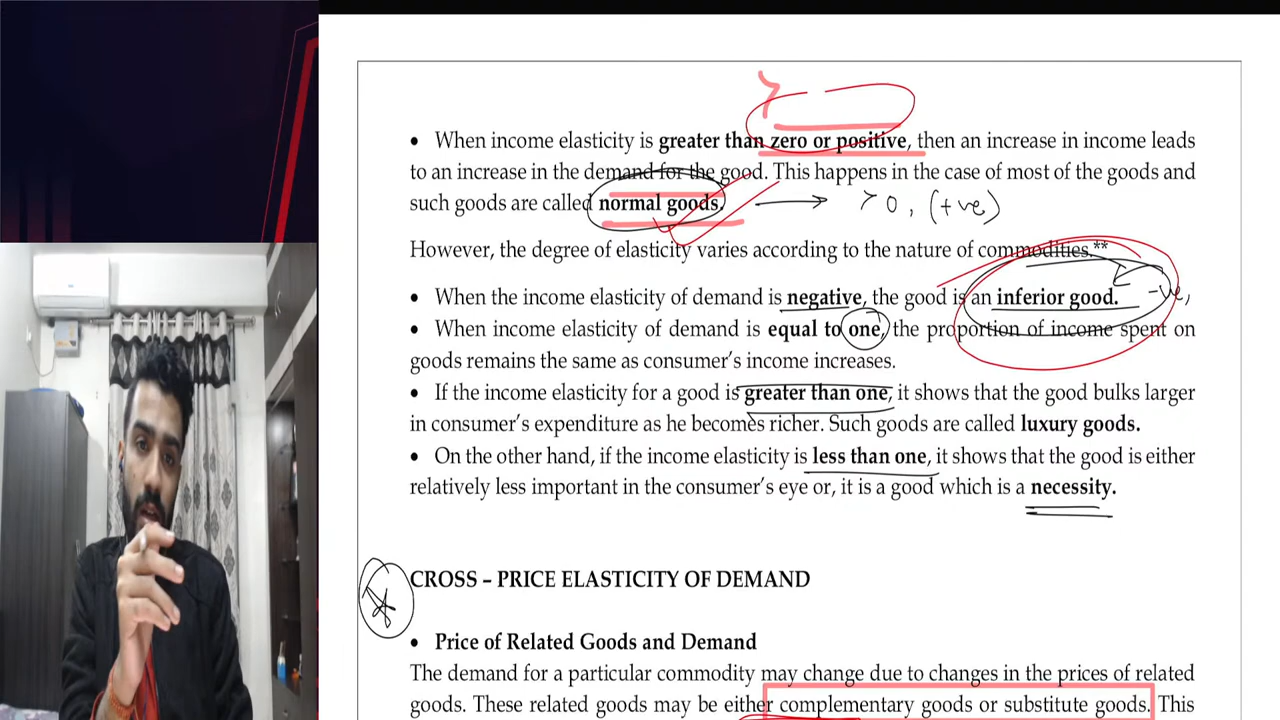 • When income elasticity is greater than zero or positive, then an increase in income leads
to an increase in the demand for the good. This happens in the case of most of the goods and
such goods are called normal goods. → > 0, (+ve)
However, the degree of elasticity varies according to the nature of commodities.**
• When the income elasticity of demand is negative, the good is an inferior good. -ve,
• When income elasticity of demand is equal to one, the proportion of income spent on
goods remains the same as consumer's income increases.
• If the income elasticity for a good is greater than one, it shows that the good bulks larger
in consumer's expenditure as he becomes richer. Such goods are called luxury goods.
• On the other hand, if the income elasticity is less than one, it shows that the good is either
relatively less important in the consumer's eye or, it is a good which is a necessity.
CROSS – PRICE ELASTICITY OF DEMAND
• Price of Related Goods and Demand
The demand for a particular commodity may change due to changes in the prices of related
goods. These related goods may be either complementary goods or substitute goods. This